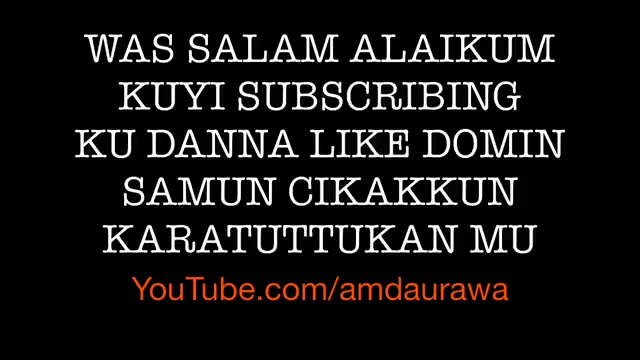 WAS SALAM ALAIKUM
KUYI SUBSCRIBING
KU DANNA LIKE DOMIN
SAMUN CIKAKKUN
KARATUTTUKAN MU
YouTube.com/amdaurawa